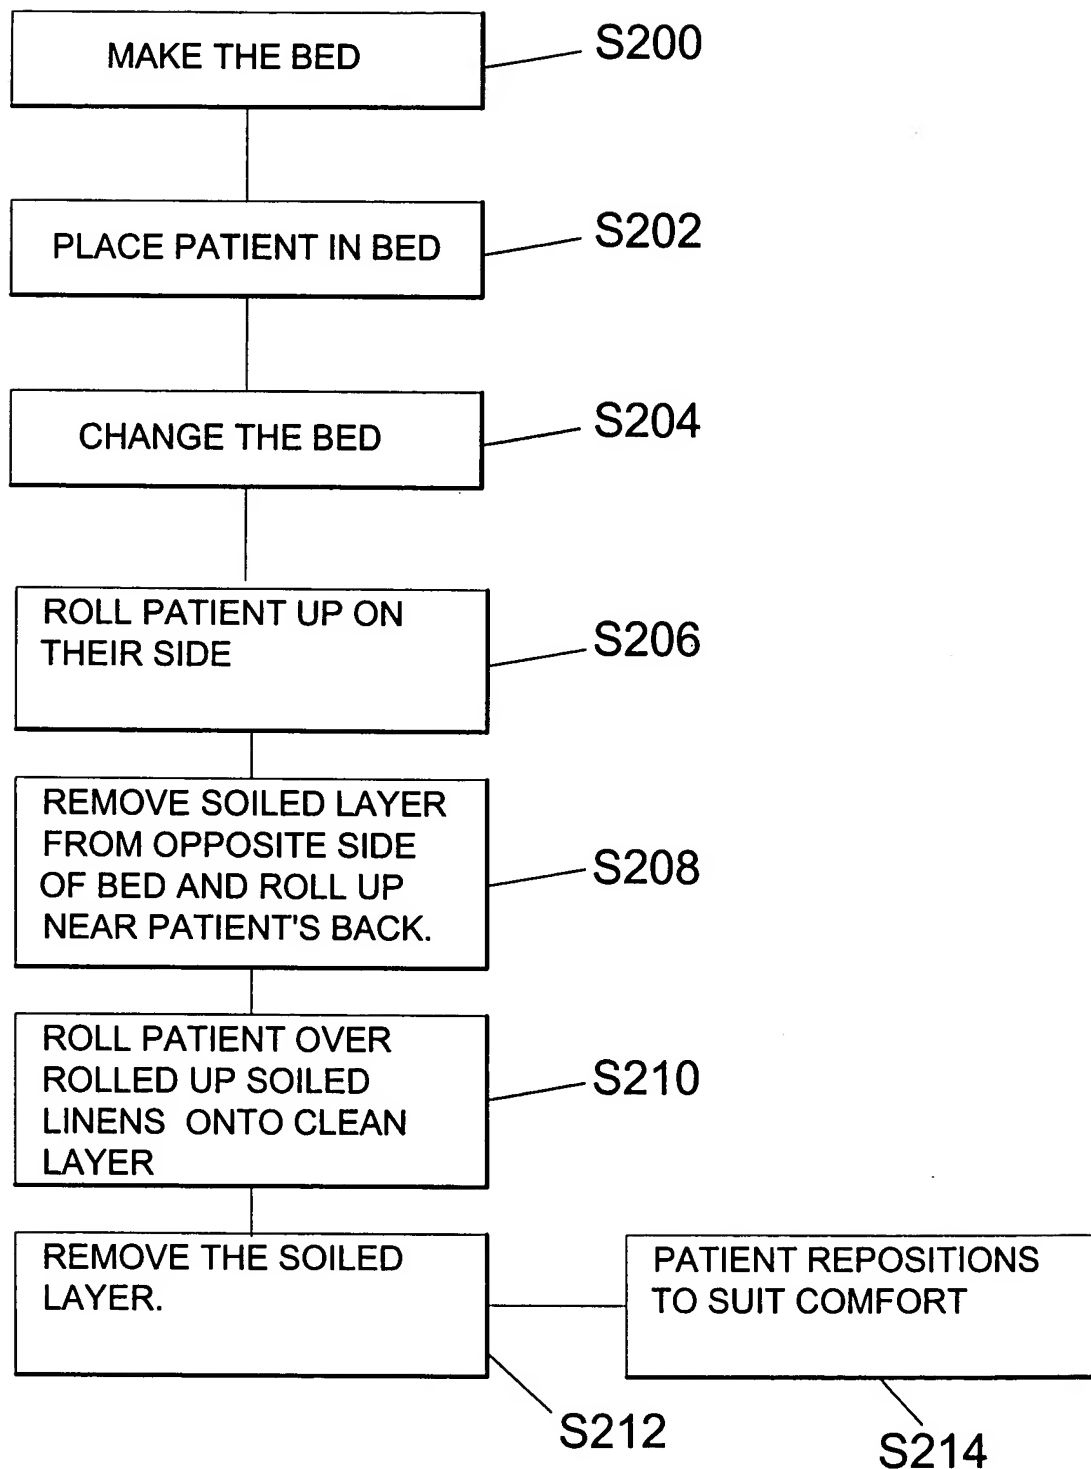 MAKE THE BED
S200
PLACE PATIENT IN BED
S202
CHANGE THE BED
S204
ROLL PATIENT UP ON
THEIR SIDE
S206
REMOVE SOILED LAYER
FROM OPPOSITE SIDE
OF BED AND ROLL UP
NEAR PATIENT'S BACK.
S208
ROLL PATIENT OVER
ROLLED UP SOILED
LINENS ONTO CLEAN
LAYER
S210
REMOVE THE SOILED
LAYER.
S212
PATIENT REPOSITIONS
TO SUIT COMFORT
S214